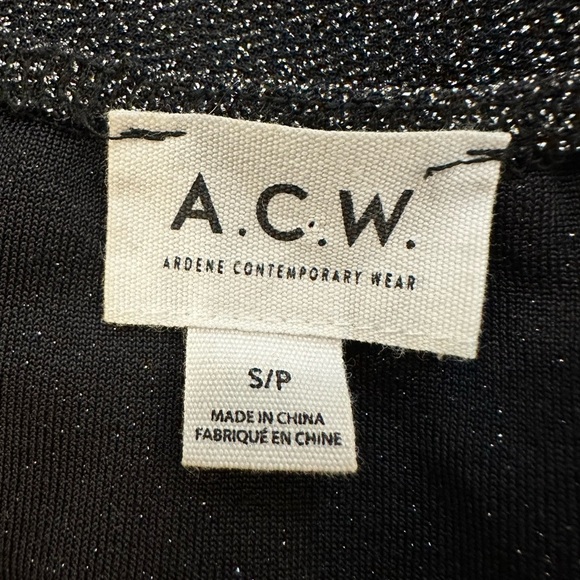 A.C.W.
ARDENE CONTEMPORARY WEAR
S/P
MADE IN CHINA
FABRIQUÉ EN CHINE